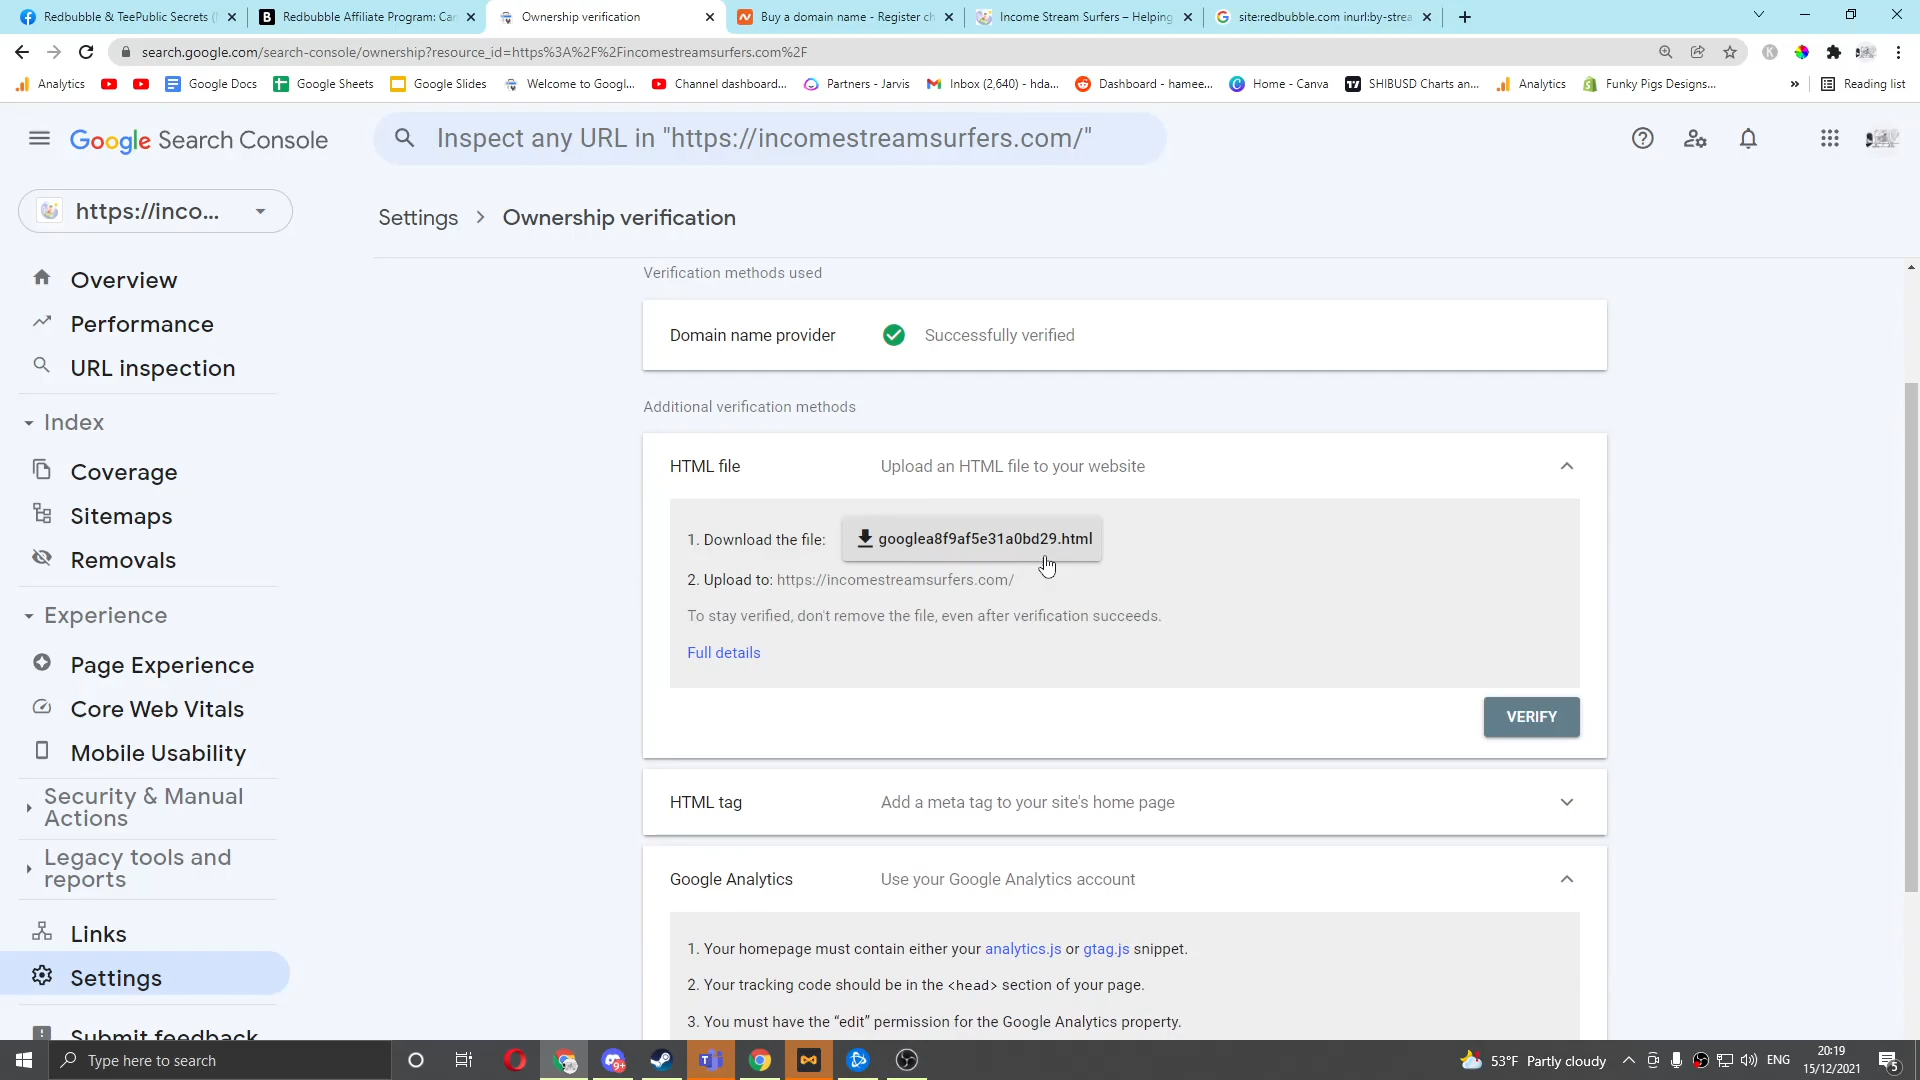 Redbubble & TeePublic Secrets (
Redbubble Affiliate Program: Can
Ownership verification
Buy a domain name - Register ch
Income Stream Surfers – Helping
site:redbubble.com inurl:by-strea
search.google.com/search-console/ownership?resource_id=https%3A%2F%2Fincomestreamsurfers.com%2F
Analytics
Google Docs
Google Sheets
Google Slides
Welcome to Googl...
Channel dashboard...
Partners - Jarvis
Inbox (2,640) - hda...
Dashboard - hamee...
Home - Canva
SHIBUSD Charts an...
Analytics
Funky Pigs Designs...
»
Reading list
Google Search Console
Inspect any URL in "https://incomestreamsurfers.com/"
https://inco...
Settings > Ownership verification
Overview
Performance
URL inspection
Index
Coverage
Sitemaps
Removals
Experience
Page Experience
Core Web Vitals
Mobile Usability
Security & Manual
Actions
Legacy tools and
reports
Links
Settings
Submit feedback
Verification methods used
Domain name provider Successfully verified
Additional verification methods
HTML file Upload an HTML file to your website
1. Download the file: googlea8f9af5e31a0bd29.html
2. Upload to: https://incomestreamsurfers.com/
To stay verified, don't remove the file, even after verification succeeds.
Full details
VERIFY
HTML tag Add a meta tag to your site's home page
Google Analytics Use your Google Analytics account
1. Your homepage must contain either your analytics.js or gtag.js snippet.
2. Your tracking code should be in the <head> section of your page.
3. You must have the “edit” permission for the Google Analytics property.
Type here to search
9+
53°F Partly cloudy
ENG
20:19
15/12/2021
5